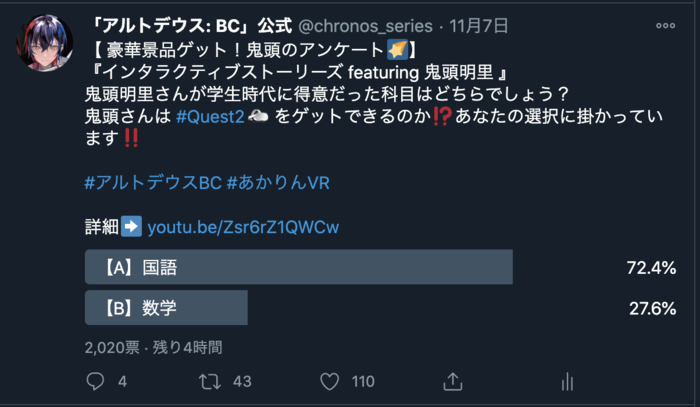 「アルトデウス: BC」公式 @chronos_series · 11月7日
【 豪華景品ゲット！鬼頭のアンケート】
『インタラクティブストーリーズ featuring 鬼頭明里 』
鬼頭明里さんが学生時代に得意だった科目はどちらでしょう？
鬼頭さんは #Quest2 をゲットできるのか⁉️あなたの選択に掛かってい
ます‼️
#アルトデウスBC #あかりんVR
詳細➡️ youtu.be/Zsr6rZ1QWCw
【A】国語 72.4%
【B】数学 27.6%
2,020票 · 残り4時間
4 43 110